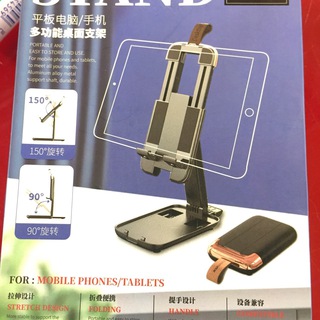 STAND
平板电脑/手机
多功能桌面支架
PORTABLE AND
EASY TO STORE AND USE.
For mobile phones and tablets,
to meet all your needs.
Aluminum alloy metal
support shaft, durable.
150°
150°旋转
90°
90°旋转
FOR : MOBILE PHONES/TABLETS
拉伸设计
STRETCH DESIGN
折叠便携
FOLDING
提手设计
HANDLE
设备兼容